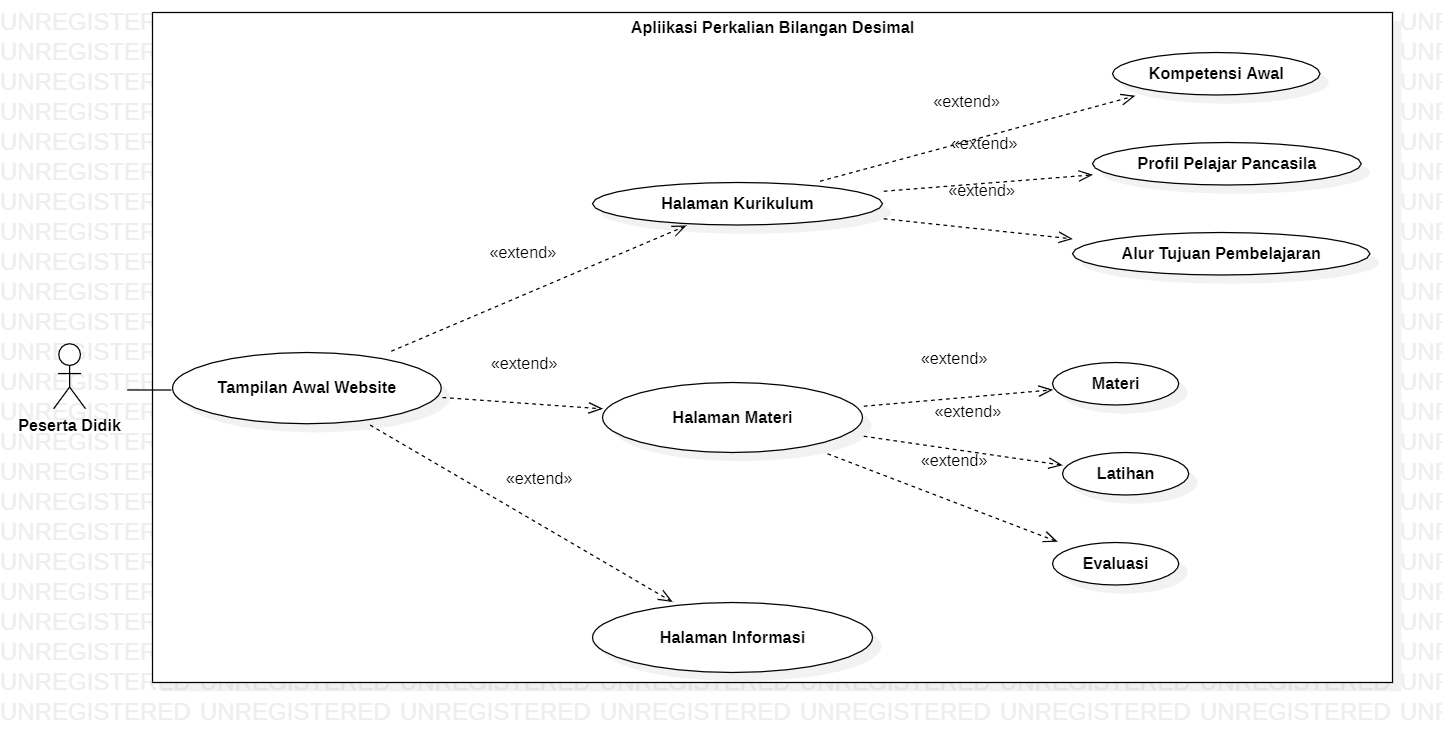 Apliikasi Perkalian Bilangan Desimal
Kompetensi Awal
«extend»
«extend»
Profil Pelajar Pancasila
«extend»
Halaman Kurikulum
Alur Tujuan Pembelajaran
«extend»
Peserta Didik
Tampilan Awal Website
«extend»
«extend»
Materi
Halaman Materi
«extend»
«extend»
Latihan
«extend»
Evaluasi
Halaman Informasi
UNREGISTERED UNREGISTERED UNREGISTERED UNREGISTERED UNREGISTERED UNREGISTERED UNREGISTERED UNR